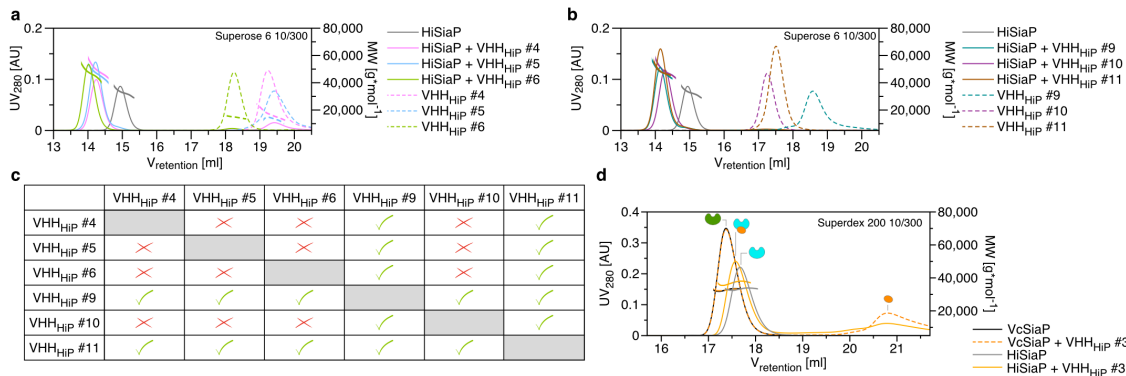 a
Superose 6 10/300
UV280 [AU]
0.2
0.1
0
80,000
60,000
40,000
20,000
MW [g*mol-1]
13 14 15 16 17 18 19 20
Vretention [ml]
HiSiaP
HiSiaP + VHHHiP #4
HiSiaP + VHHHiP #5
HiSiaP + VHHHiP #6
VHHHiP #4
VHHHiP #5
VHHHiP #6
b
Superose 6 10/300
UV280 [AU]
0.2
0.1
0
80,000
60,000
40,000
20,000
MW [g*mol-1]
13 14 15 16 17 18 19 20
Vretention [ml]
HiSiaP
HiSiaP + VHHHiP #9
HiSiaP + VHHHiP #10
HiSiaP + VHHHiP #11
VHHHiP #9
VHHHiP #10
VHHHiP #11
c
VHHHiP #4 VHHHiP #5 VHHHiP #6 VHHHiP #9 VHHHiP #10 VHHHiP #11
VHHHiP #4
VHHHiP #5
VHHHiP #6
VHHHiP #9
VHHHiP #10
VHHHiP #11
d
Superdex 200 10/300
UV280 [AU]
0.4
0.3
0.2
0.1
0
80,000
60,000
40,000
20,000
MW [g*mol-1]
16 17 18 19 20 21
Vretention [ml]
VcSiaP
VcSiaP + VHHHiP #3
HiSiaP
HiSiaP + VHHHiP #3